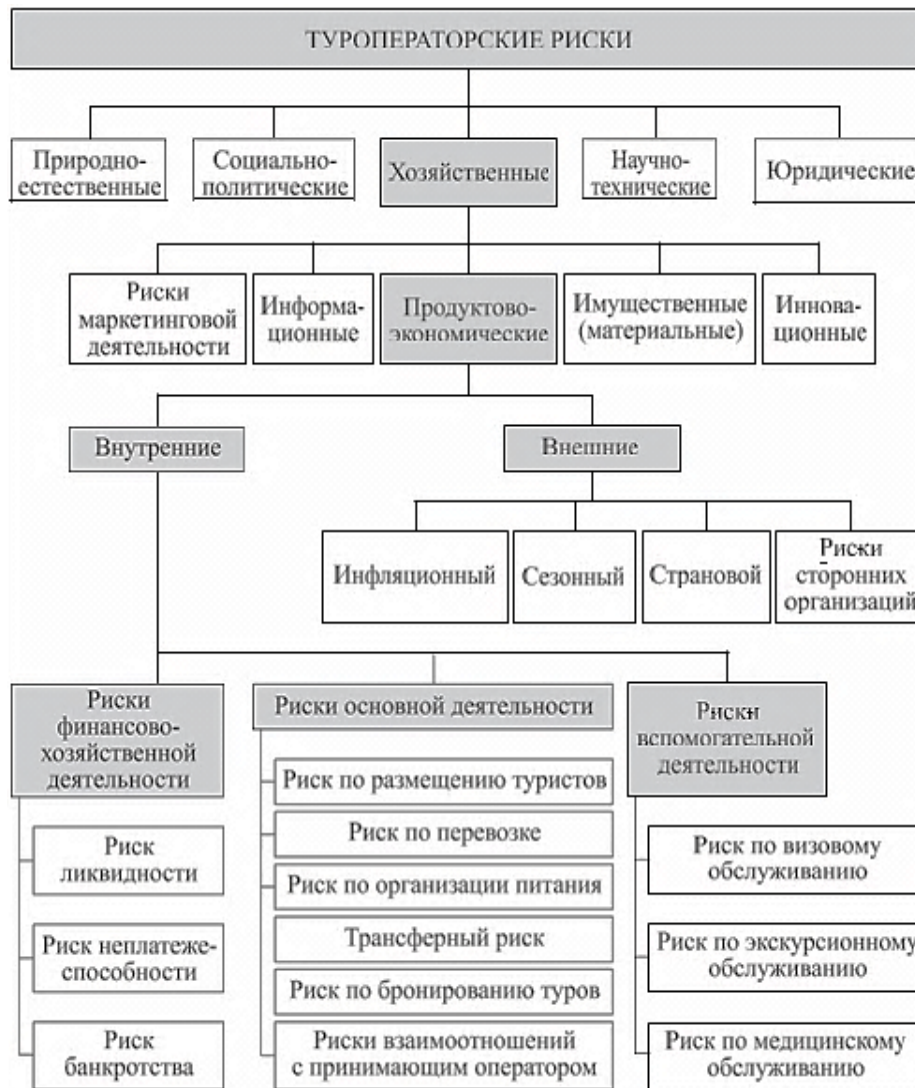 ТУРОПЕРАТОРСКИЕ РИСКИ
Природно-
естественные
Социально-
политические
Хозяйственные
Научно-
технические
Юридические
Риски
маркетинговой
деятельности
Информа-
ционные
Продуктово-
экономические
Имущественные
(материальные)
Иннова-
ционные
Внутренние
Внешние
Инфляционный
Сезонный
Страновой
Риски
сторонних
организаций
Риски
финансово-
хозяйственной
деятельности
Риск
ликвидности
Риск неплатеже-
способности
Риск
банкротства
Риски основной деятельности
Риск по размещению туристов
Риск по перевозке
Риск по организации питания
Трансферный риск
Риск по бронированию туров
Риски взаимоотношений
с принимающим оператором
Риски
вспомогательной
деятельности
Риск по визовому
обслуживанию
Риск по экскурсионному
обслуживанию
Риск по медицинскому
обслуживанию